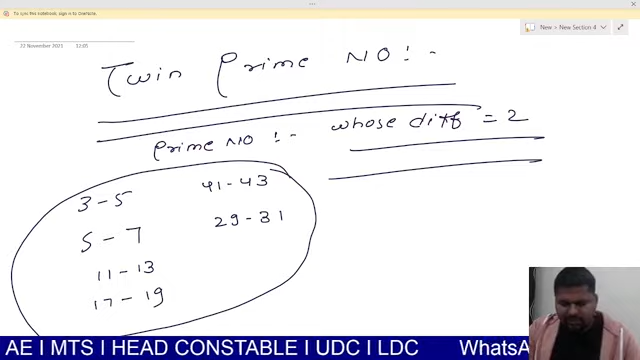 To sync this notebook, sign in to OneNote.
New > New Section 4
22 November 2021 12:05
Twin Prime NO :-
Prime NO :- whose diff = 2
3 - 5
41 - 43
5 - 7
29 - 31
11 - 13
17 - 19
AE I MTS I HEAD CONSTABLE I UDC I LDC WhatsA